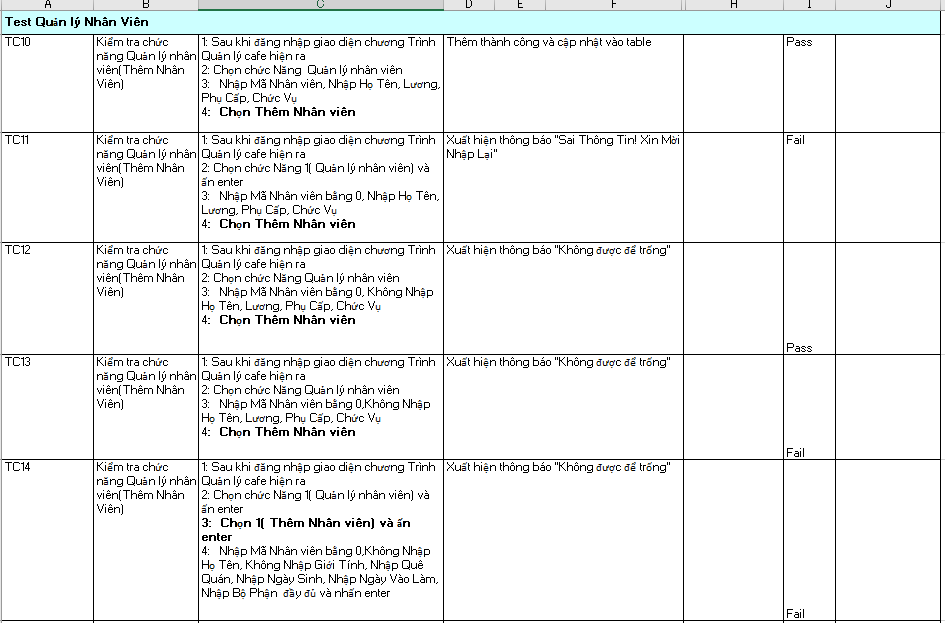 A B C D E F H I J
Test Quản lý Nhân Viên
TC10
Kiểm tra chức
năng Quản lý nhân
viên(Thêm Nhân
Viên)
1: Sau khi đăng nhập giao diện chương Trình
Quản lý cafe hiện ra
2: Chọn chức Năng  Quản lý nhân viên
3:   Nhập Mã Nhân viên, Nhập Họ Tên, Lương,
Phụ Cấp, Chức Vụ
4:  Chọn Thêm Nhân viên
Thêm thành công và cập nhật vào table
Pass
TC11
Kiểm tra chức
năng Quản lý nhân
viên(Thêm Nhân
Viên)
1: Sau khi đăng nhập giao diện chương Trình
Quản lý cafe hiện ra
2: Chọn chức Năng 1( Quản lý nhân viên) và
ấn enter
3:   Nhập Mã Nhân viên bằng 0, Nhập Họ Tên,
Lương, Phụ Cấp, Chức Vụ
4:  Chọn Thêm Nhân viên
Xuất hiện thông báo "Sai Thông Tin! Xin Mời
Nhập Lại"
Fail
TC12
Kiểm tra chức
năng Quản lý nhân
viên(Thêm Nhân
Viên)
1: Sau khi đăng nhập giao diện chương Trình
Quản lý cafe hiện ra
2: Chọn chức Năng Quản lý nhân viên
3:   Nhập Mã Nhân viên bằng 0, Không Nhập
Họ Tên, Lương, Phụ Cấp, Chức Vụ
4:  Chọn Thêm Nhân viên
Xuất hiện thông báo "Không được để trống"
Pass
TC13
Kiểm tra chức
năng Quản lý nhân
viên(Thêm Nhân
Viên)
1: Sau khi đăng nhập giao diện chương Trình
Quản lý cafe hiện ra
2: Chọn chức Năng Quản lý nhân viên
3:   Nhập Mã Nhân viên bằng 0,Không Nhập
Họ Tên, Lương, Phụ Cấp, Chức Vụ
4:  Chọn Thêm Nhân viên
Xuất hiện thông báo "Không được để trống"
Fail
TC14
Kiểm tra chức
năng Quản lý nhân
viên(Thêm Nhân
Viên)
1: Sau khi đăng nhập giao diện chương Trình
Quản lý cafe hiện ra
2: Chọn chức Năng 1( Quản lý nhân viên) và
ấn enter
3:  Chọn 1( Thêm Nhân viên) và ấn
enter
4:   Nhập Mã Nhân viên bằng 0,Không Nhập
Họ Tên, Không Nhập Giới Tính, Nhập Quê
Quán, Nhập Ngày Sinh, Nhập Ngày Vào Làm,
Nhập Bộ Phận  đầy đủ và nhấn enter
Xuất hiện thông báo "Không được để trống"
Fail